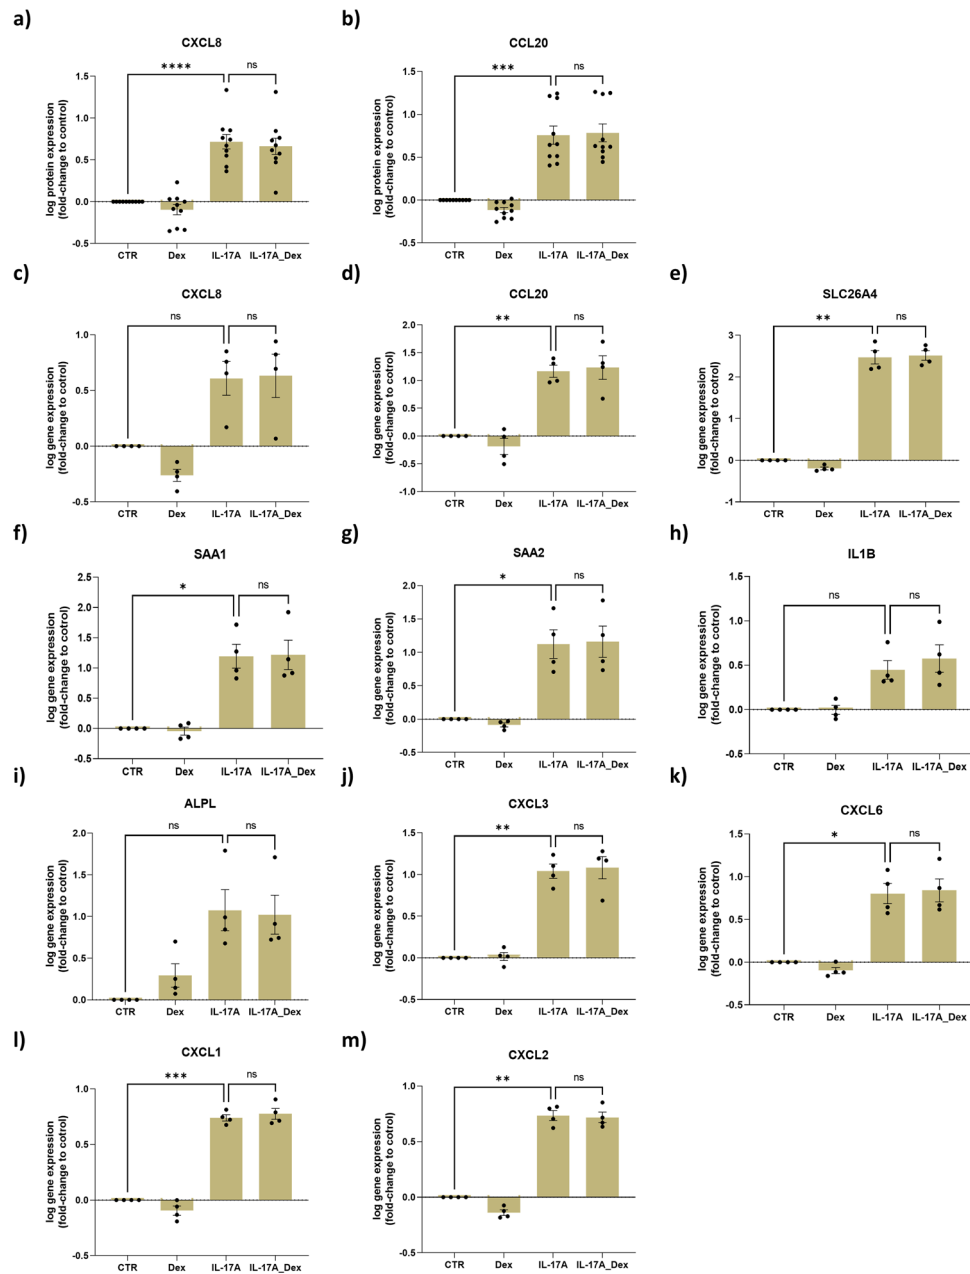 a)
CXCL8
log protein expression
(fold-change to control)
1.5
1.0
0.5
0.0
-0.5
****
ns
CTR Dex IL-17A IL-17A_Dex
b)
CCL20
log protein expression
(fold-change to control)
1.5
1.0
0.5
0.0
-0.5
***
ns
CTR Dex IL-17A IL-17A_Dex
c)
CXCL8
log gene expression
(fold-change to cotrol)
1.0
0.5
0.0
-0.5
ns
ns
CTR Dex IL-17A IL-17A_Dex
d)
CCL20
log gene expression
(fold-change to cotrol)
2.0
1.5
1.0
0.5
0.0
-0.5
-1.0
**
ns
CTR Dex IL-17A IL-17A_Dex
e)
SLC26A4
log gene expression
(fold-change to cotrol)
3
2
1
0
-1
**
ns
CTR Dex IL-17A IL-17A_Dex
f)
SAA1
log gene expression
(fold-change to cotrol)
2.5
2.0
1.5
1.0
0.5
0.0
-0.5
*
ns
CTR Dex IL-17A IL-17A_Dex
g)
SAA2
log gene expression
(fold-change to cotrol)
2.0
1.5
1.0
0.5
0.0
-0.5
*
ns
CTR Dex IL-17A IL-17A_Dex
h)
IL1B
log gene expression
(fold-change to cotrol)
1.5
1.0
0.5
0.0
-0.5
ns
ns
CTR Dex IL-17A IL-17A_Dex
i)
ALPL
log gene expression
(fold-change to cotrol)
2.0
1.5
1.0
0.5
0.0
ns
ns
CTR Dex IL-17A IL-17A_Dex
j)
CXCL3
log gene expression
(fold-change to cotrol)
1.5
1.0
0.5
0.0
-0.5
**
ns
CTR Dex IL-17A IL-17A_Dex
k)
CXCL6
log gene expression
(fold-change to cotrol)
1.5
1.0
0.5
0.0
-0.5
*
ns
CTR Dex IL-17A IL-17A_Dex
l)
CXCL1
log gene expression
(fold-change to cotrol)
1.0
0.5
0.0
-0.5
***
ns
CTR Dex IL-17A IL-17A_Dex
m)
CXCL2
log gene expression
(fold-change to cotrol)
1.0
0.5
0.0
-0.5
**
ns
CTR Dex IL-17A IL-17A_Dex